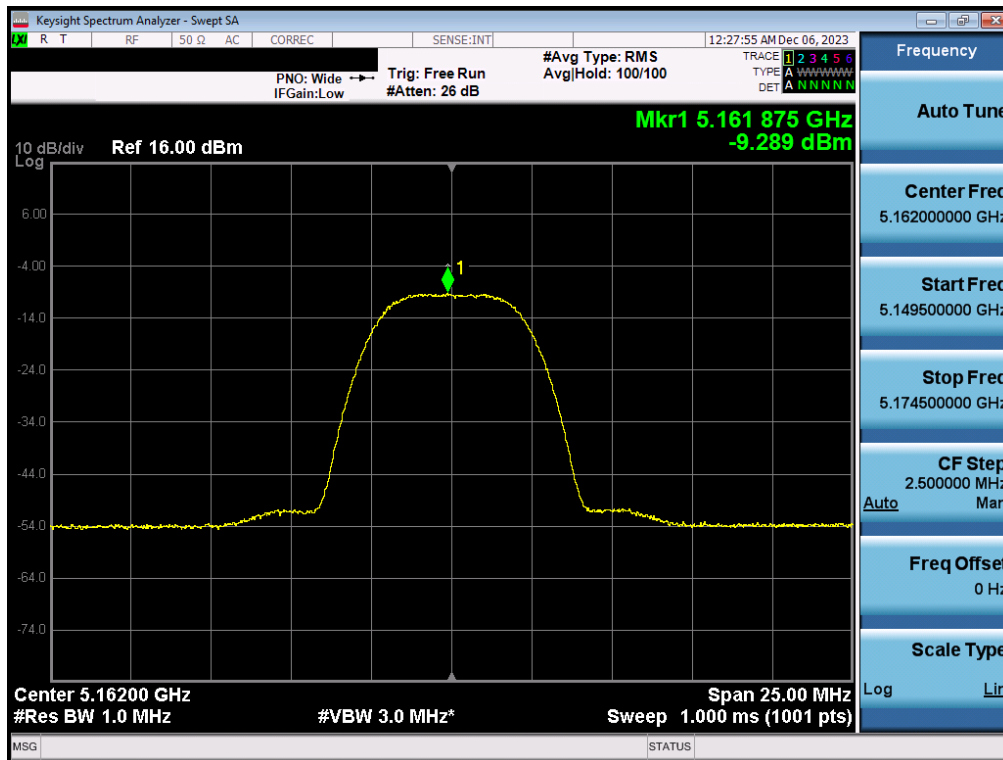 Keysight Spectrum Analyzer - Swept SA
LXI R T RF 50 Ω AC CORREC SENSE:INT 12:27:55 AM Dec 06, 2023
PNO: Wide
IFGain:Low
Trig: Free Run
#Atten: 26 dB
#Avg Type: RMS
Avg|Hold: 100/100
TRACE 1 2 3 4 5 6
TYPE A WWWWW
DET A N N N N N
Mkr1 5.161 875 GHz
-9.289 dBm
10 dB/div Ref 16.00 dBm
Log
6.00
-4.00
-14.0
-24.0
-34.0
-44.0
-54.0
-64.0
-74.0
1
Center 5.16200 GHz Span 25.00 MHz
#Res BW 1.0 MHz #VBW 3.0 MHz* Sweep 1.000 ms (1001 pts)
MSG STATUS
Frequency
Auto Tune
Center Freq
5.162000000 GHz
Start Freq
5.149500000 GHz
Stop Freq
5.174500000 GHz
CF Step
2.500000 MHz
Auto Man
Freq Offset
0 Hz
Scale Type
Log Lin